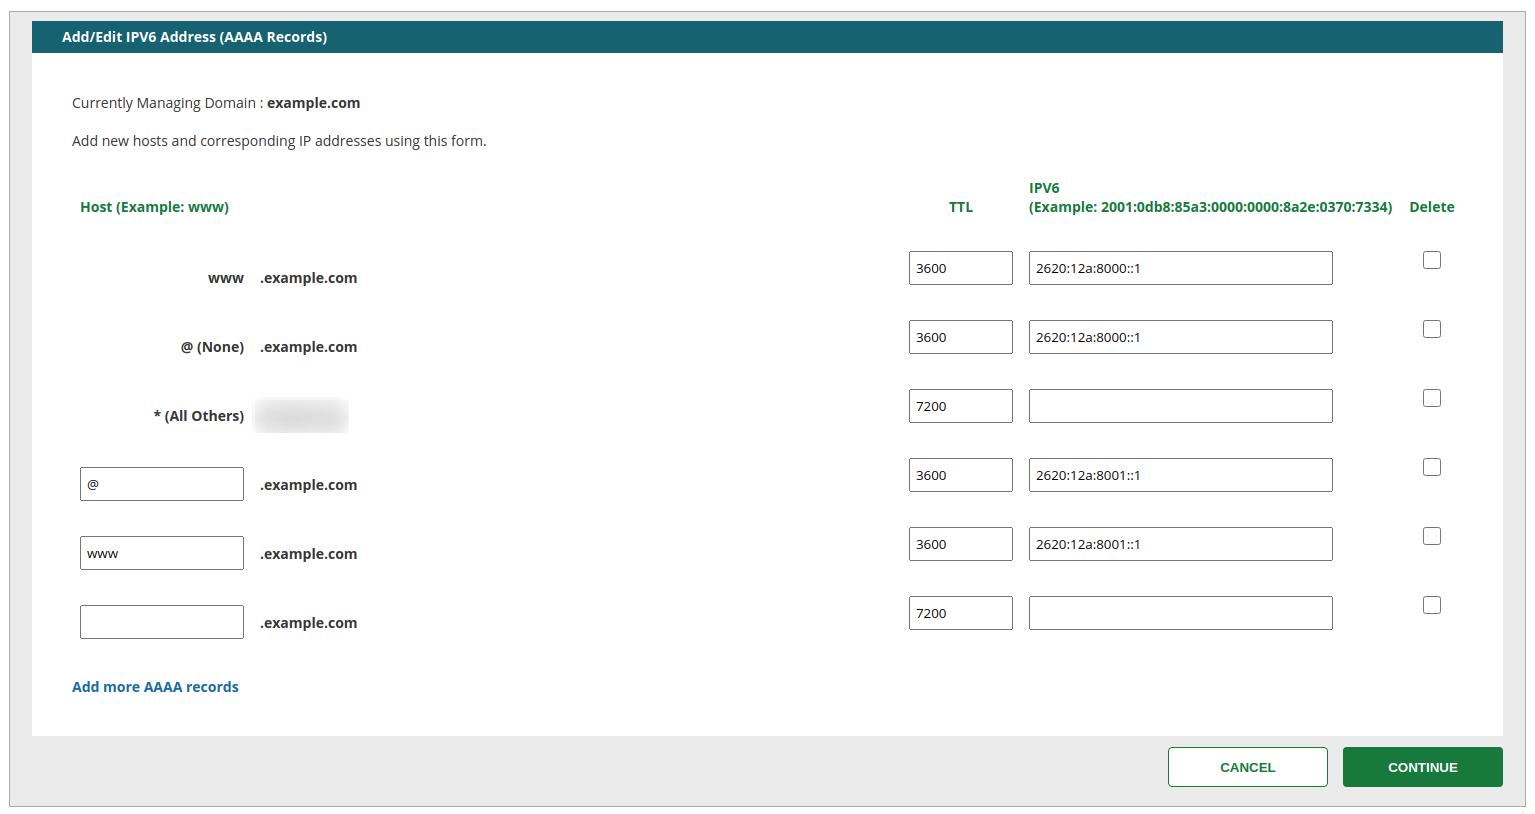 Add/Edit IPV6 Address (AAAA Records)
Currently Managing Domain : example.com
Add new hosts and corresponding IP addresses using this form.
Host (Example: www) TTL IPV6 (Example: 2001:0db8:85a3:0000:0000:8a2e:0370:7334) Delete
www .example.com 3600 2620:12a:8000::1
@ (None) .example.com 3600 2620:12a:8000::1
* (All Others) 7200
@ .example.com 3600 2620:12a:8001::1
www .example.com 3600 2620:12a:8001::1
.example.com 7200
Add more AAAA records
CANCEL CONTINUE